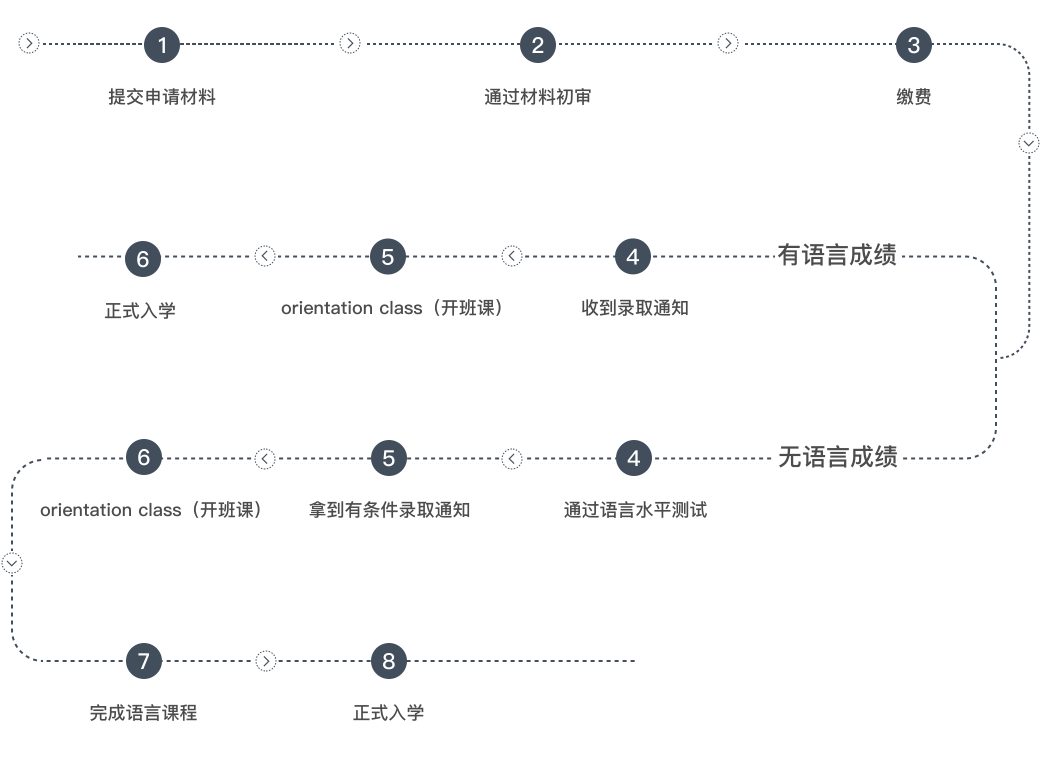 1
2
3
提交申请材料
通过材料初审
缴费
有语言成绩
4
5
6
收到录取通知
orientation class（开班课）
正式入学
无语言成绩
4
5
6
通过语言水平测试
拿到有条件录取通知
orientation class（开班课）
7
8
完成语言课程
正式入学